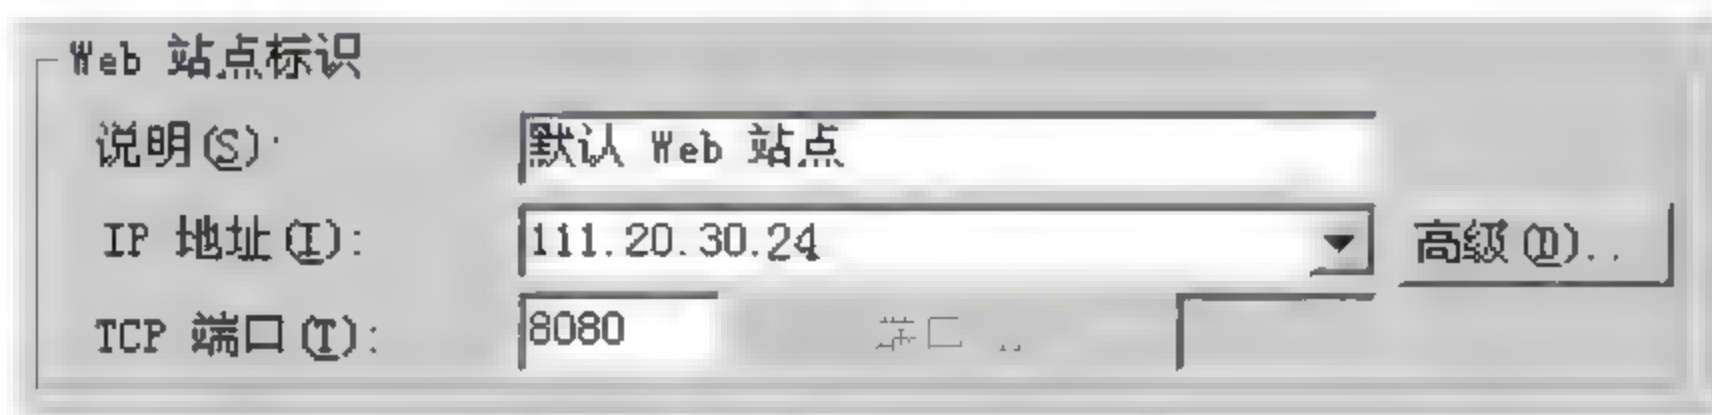 Web 站点标识
说明(S):
默认 Web 站点
IP 地址(I):
111.20.30.24
高级(D)..
TCP 端口(T):
8080